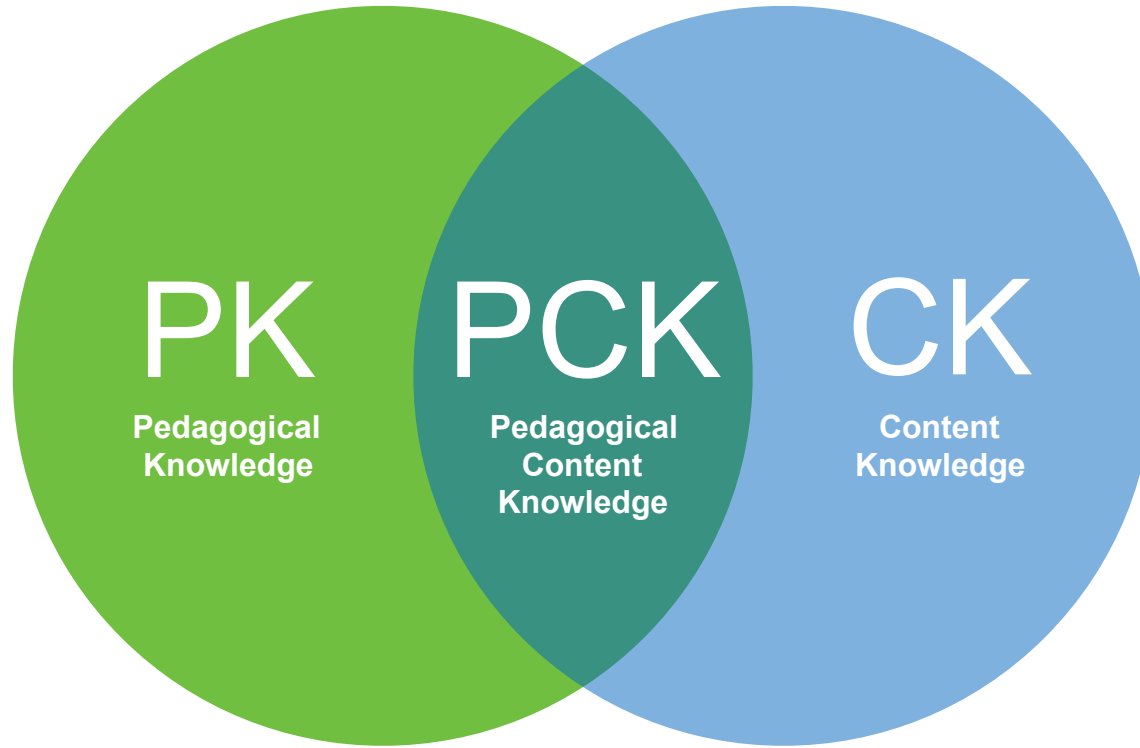 PK
Pedagogical
Knowledge
PCK
Pedagogical
Content
Knowledge
CK
Content
Knowledge